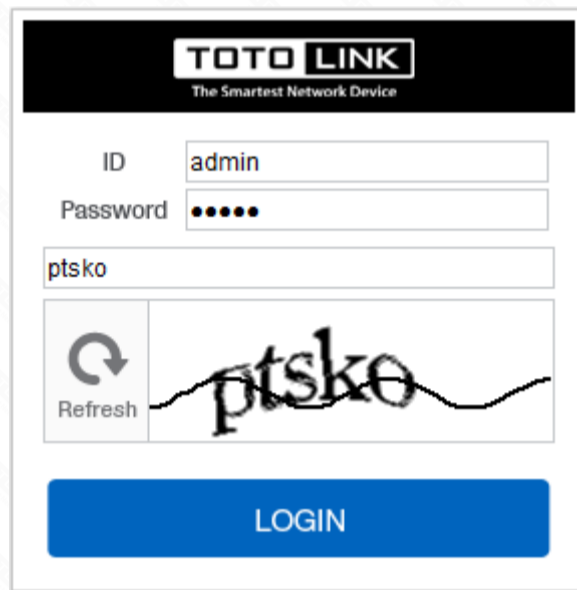 TOTO LINK
The Smartest Network Device
ID admin
Password •••••
ptsko
ptsko
Refresh
LOGIN